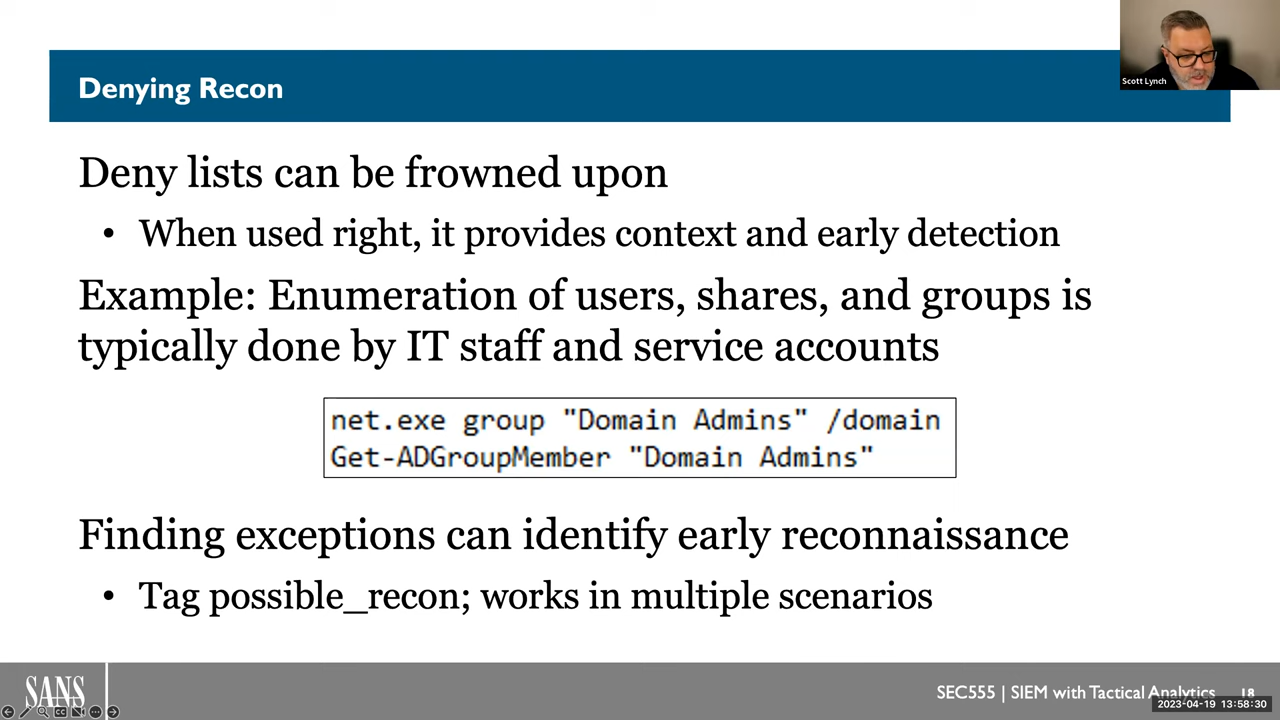 Denying Recon
Scott Lynch
Deny lists can be frowned upon
• When used right, it provides context and early detection
Example: Enumeration of users, shares, and groups is
typically done by IT staff and service accounts
net.exe group "Domain Admins" /domain
Get-ADGroupMember "Domain Admins"
Finding exceptions can identify early reconnaissance
• Tag possible_recon; works in multiple scenarios
SANS
SEC555 | SIEM with Tactical Analytics 18
2023-04-19 13:58:30